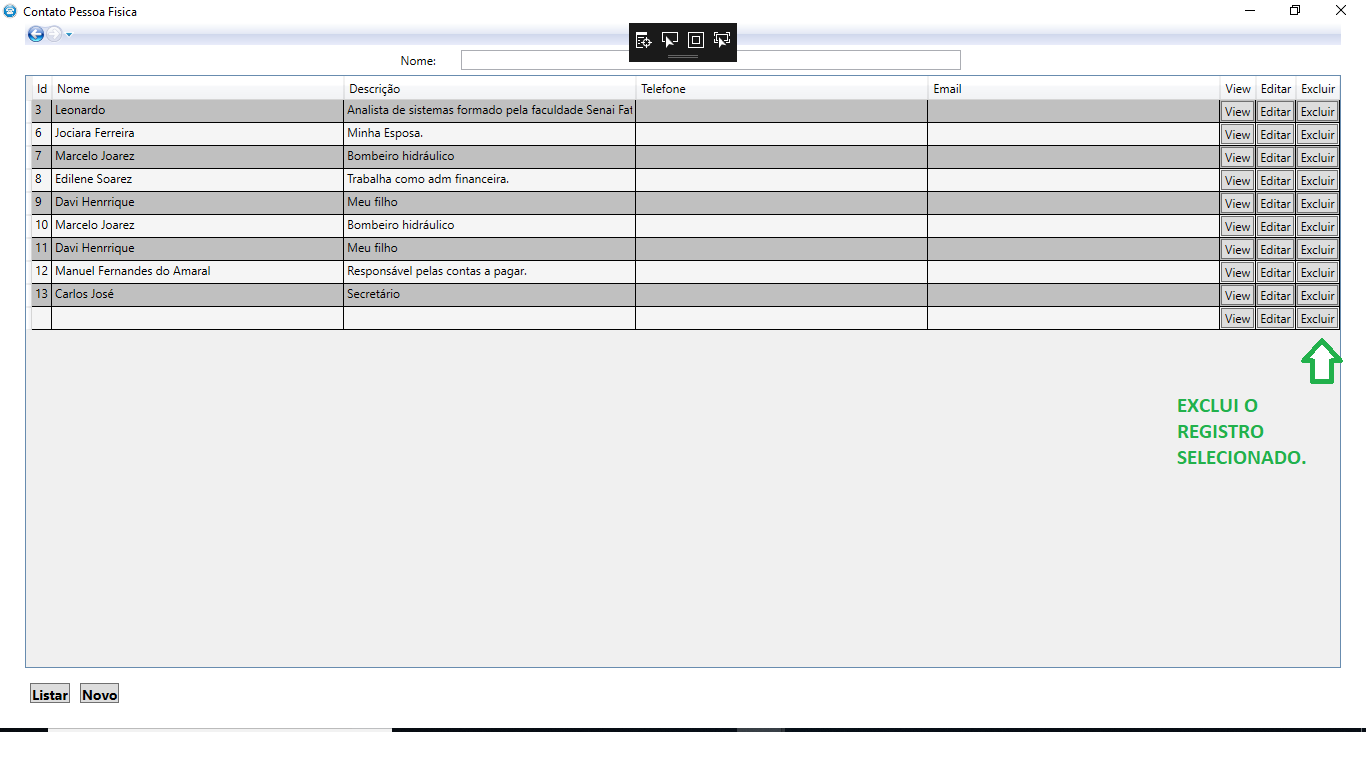 Contato Pessoa Fisica
Nome:
Id Nome Descrição Telefone Email View Editar Excluir
3 Leonardo Analista de sistemas formado pela faculdade Senai Fat View Editar Excluir
6 Jociara Ferreira Minha Esposa. View Editar Excluir
7 Marcelo Joarez Bombeiro hidráulico View Editar Excluir
8 Edilene Soarez Trabalha como adm financeira. View Editar Excluir
9 Davi Henrrique Meu filho View Editar Excluir
10 Marcelo Joarez Bombeiro hidráulico View Editar Excluir
11 Davi Henrrique Meu filho View Editar Excluir
12 Manuel Fernandes do Amaral Responsável pelas contas a pagar. View Editar Excluir
13 Carlos José Secretário View Editar Excluir
View Editar Excluir
EXCLUI O
REGISTRO
SELECIONADO.
Listar Novo